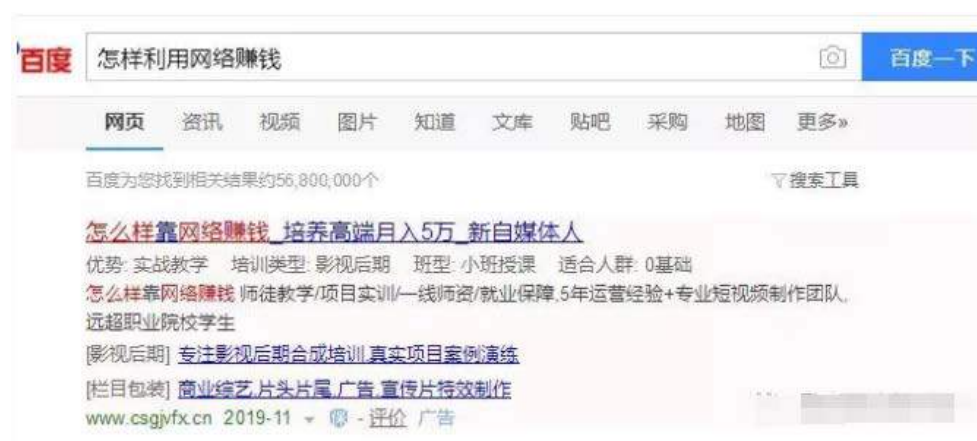 百度 怎样利用网络赚钱 百度一下
网页 资讯 视频 图片 知道 文库 贴吧 采购 地图 更多»
百度为您找到相关结果约56,800,000个 搜索工具
怎么样靠网络赚钱_培养高端月入5万_新自媒体人
优势: 实战教学 培训类型: 影视后期 班型: 小班授课 适合人群: 0基础
怎么样靠网络赚钱 师徒教学/项目实训/一线师资/就业保障,5年运营经验+专业短视频制作团队,
远超职业院校学生
[影视后期] 专注影视后期合成培训,真实项目案例演练
[栏目包装] 商业综艺,片头片尾,广告,宣传片特效制作
www.csgjvfx.cn 2019-11 - 评价 广告